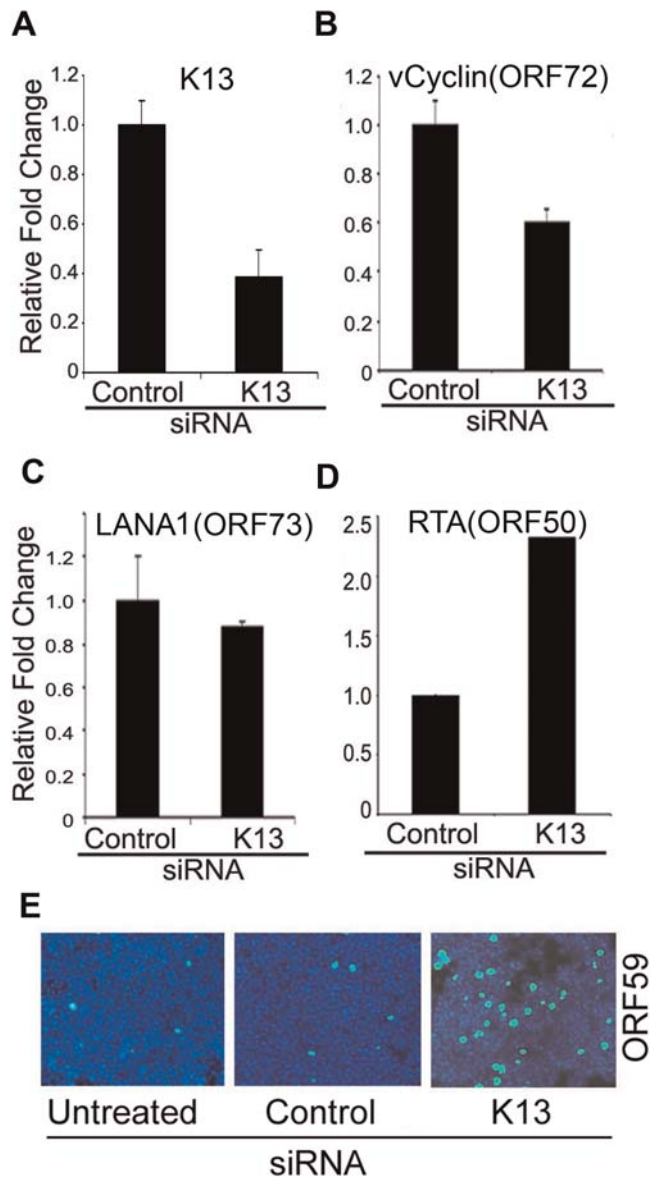 A
K13
Relative Fold Change
1.2
1.0
0.8
0.6
0.4
0.2
0
Control K13
siRNA
B
vCyclin(ORF72)
1.2
1.0
0.8
0.6
0.4
0.2
0
Control K13
siRNA
C
LANA1(ORF73)
Relative Fold Change
1.2
1.0
0.8
0.6
0.4
0.2
0
Control K13
siRNA
D
RTA(ORF50)
2.5
2.0
1.5
1.0
0.5
0
Control K13
siRNA
E
ORF59
Untreated Control K13
siRNA